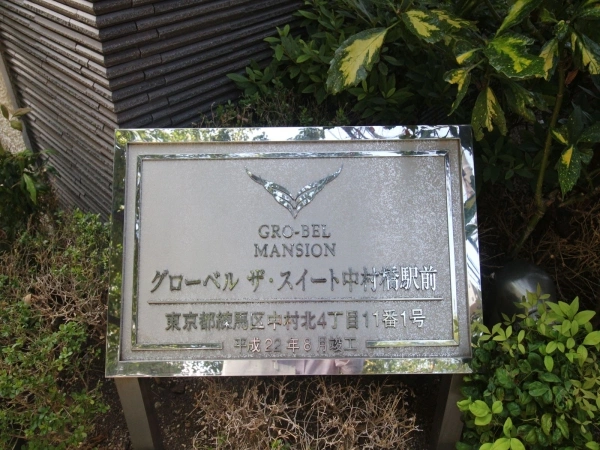 GRO-BEL
MANSION
グローベル ザ・スイート中村橋駅前
東京都練馬区中村北4丁目11番1号
平成22年8月竣工